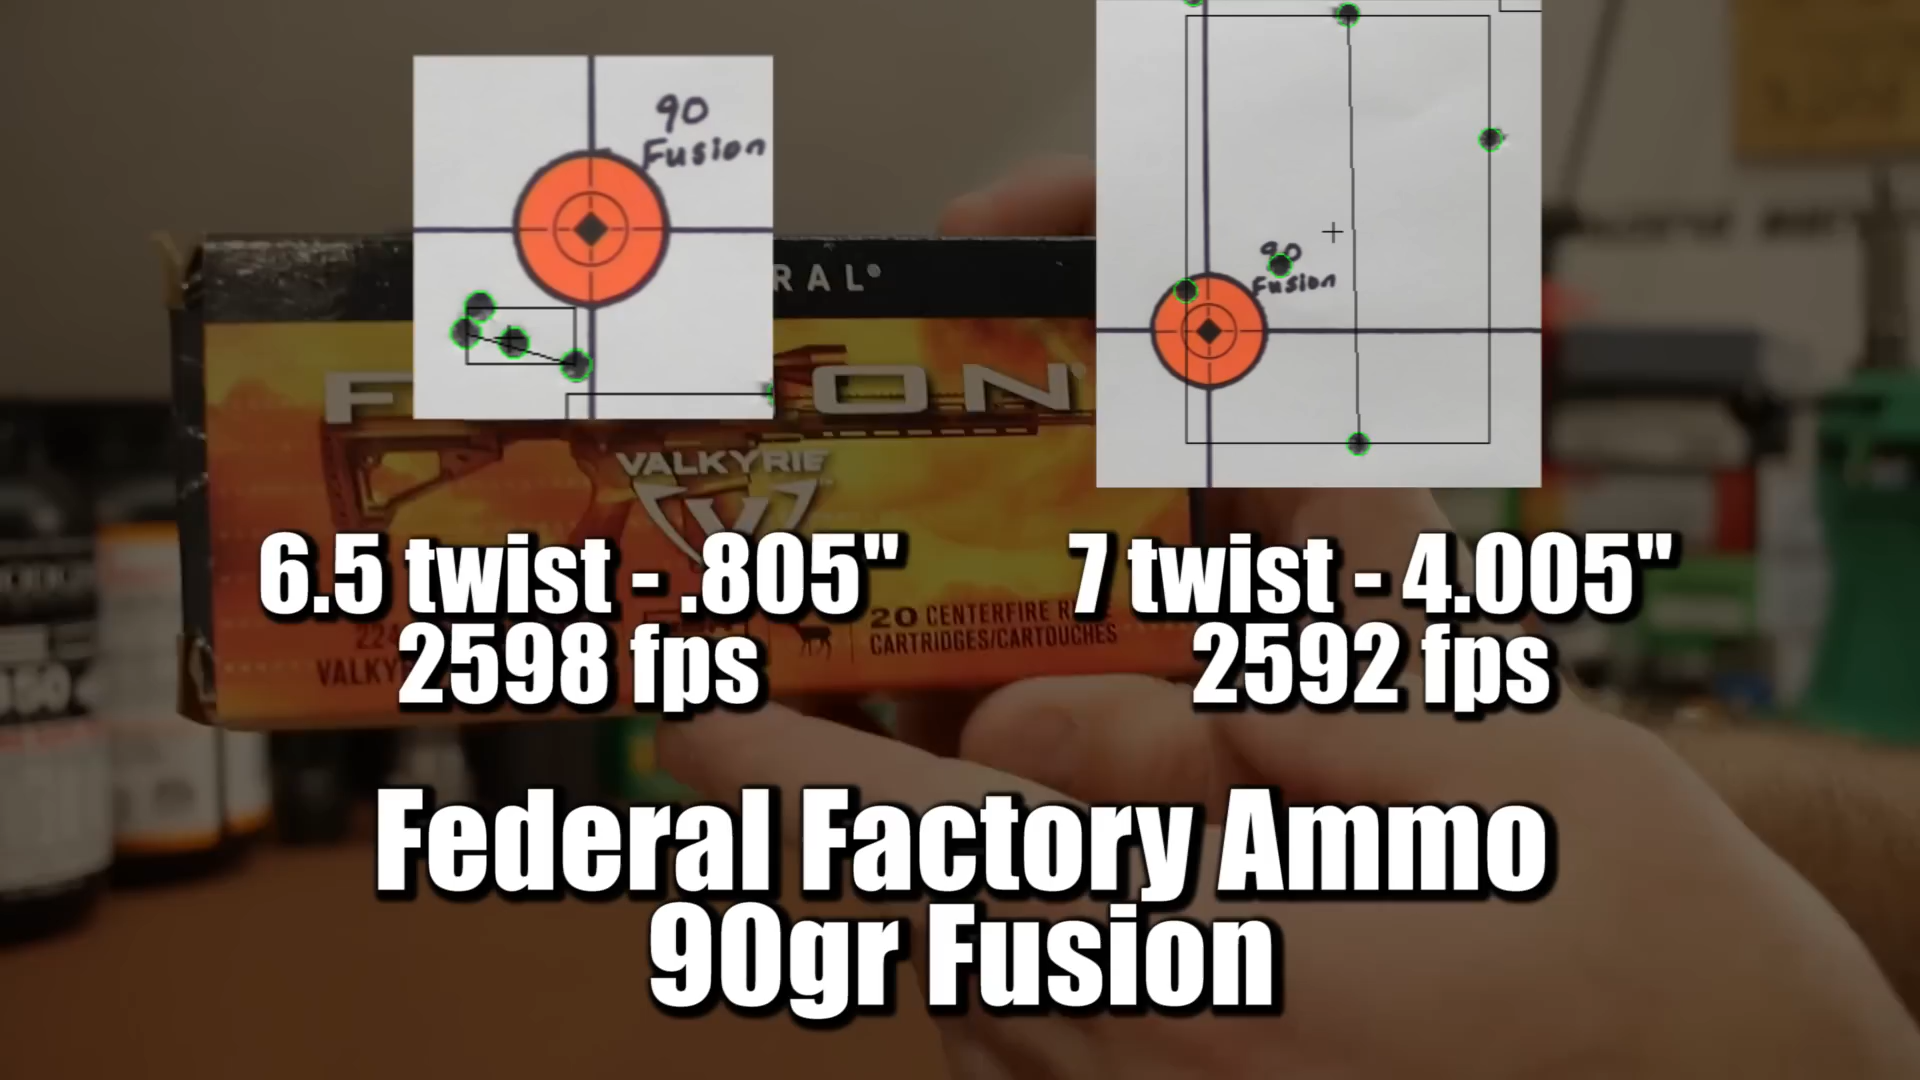 90
Fusion
90
Fusion
RAL®
F ON
VALKYRIE
6.5 twist - .805"
2598 fps
7 twist - 4.005"
2592 fps
20 CENTERFIRE
CARTRIDGES/CARTOUCHES
Federal Factory Ammo
90gr Fusion